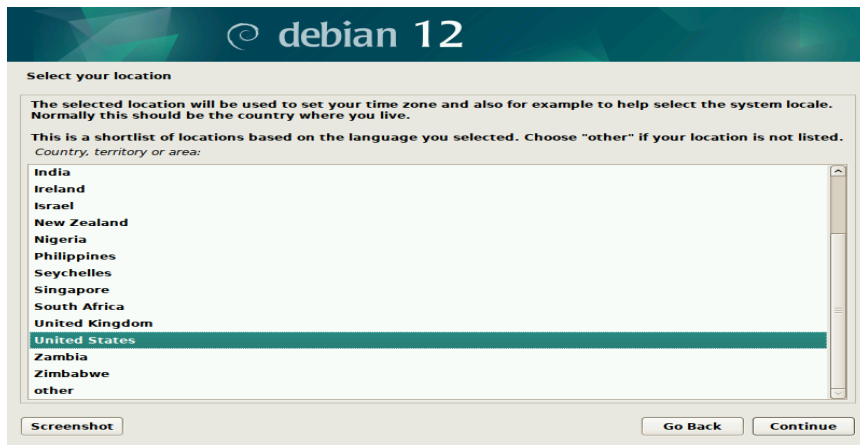 debian 12
Select your location
The selected location will be used to set your time zone and also for example to help select the system locale.
Normally this should be the country where you live.
This is a shortlist of locations based on the language you selected. Choose "other" if your location is not listed.
Country, territory or area:
India
Ireland
Israel
New Zealand
Nigeria
Philippines
Seychelles
Singapore
South Africa
United Kingdom
United States
Zambia
Zimbabwe
other
Screenshot
Go Back
Continue